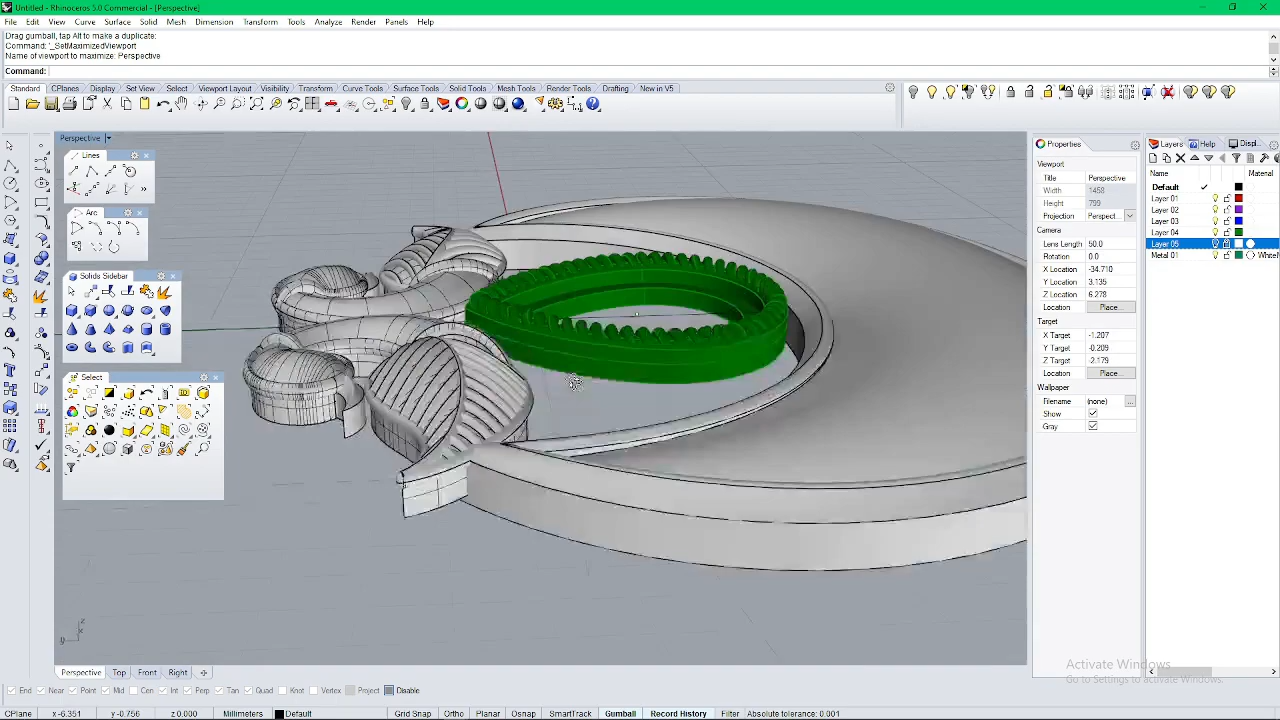 Untitled - Rhinoceros 5.0 Commercial - [Perspective]
File Edit View Curve Surface Solid Mesh Dimension Transform Tools Analyze Render Panels Help
Drag gumball, tap Alt to make a duplicate:
Command: '_SetMaximizedViewport
Name of viewport to maximize: Perspective
Command:
Standard CPlanes Display Set View Select Viewport Layout Visibility Transform Curve Tools Surface Tools Solid Tools Mesh Tools Render Tools Drafting New in V5
Perspective
Lines
Arc
Solids Sidebar
Select
Properties
Viewport
Title Perspective
Width 1458
Height 799
Projection Perspect...
Camera
Lens Length 50.0
Rotation 0.0
X Location -34.710
Y Location 3.135
Z Location 6.278
Location Place...
Target
X Target -1.207
Y Target -0.209
Z Target -2.179
Location Place...
Wallpaper
Filename (none) ...
Show
Gray
Layers Help Displ...
Name Material
Default
Layer 01
Layer 02
Layer 03
Layer 04
Layer 05
Metal 01 White
z
x
y
Activate Windows
Go to Settings to activate Windows.
Perspective Top Front Right
End Near Point Mid Cen Int Perp Tan Quad Knot Vertex Project Disable
CPlane x-6.351 y-0.756 z0.000 Millimeters Default Grid Snap Ortho Planar Osnap SmartTrack Gumball Record History Filter Absolute tolerance: 0.001